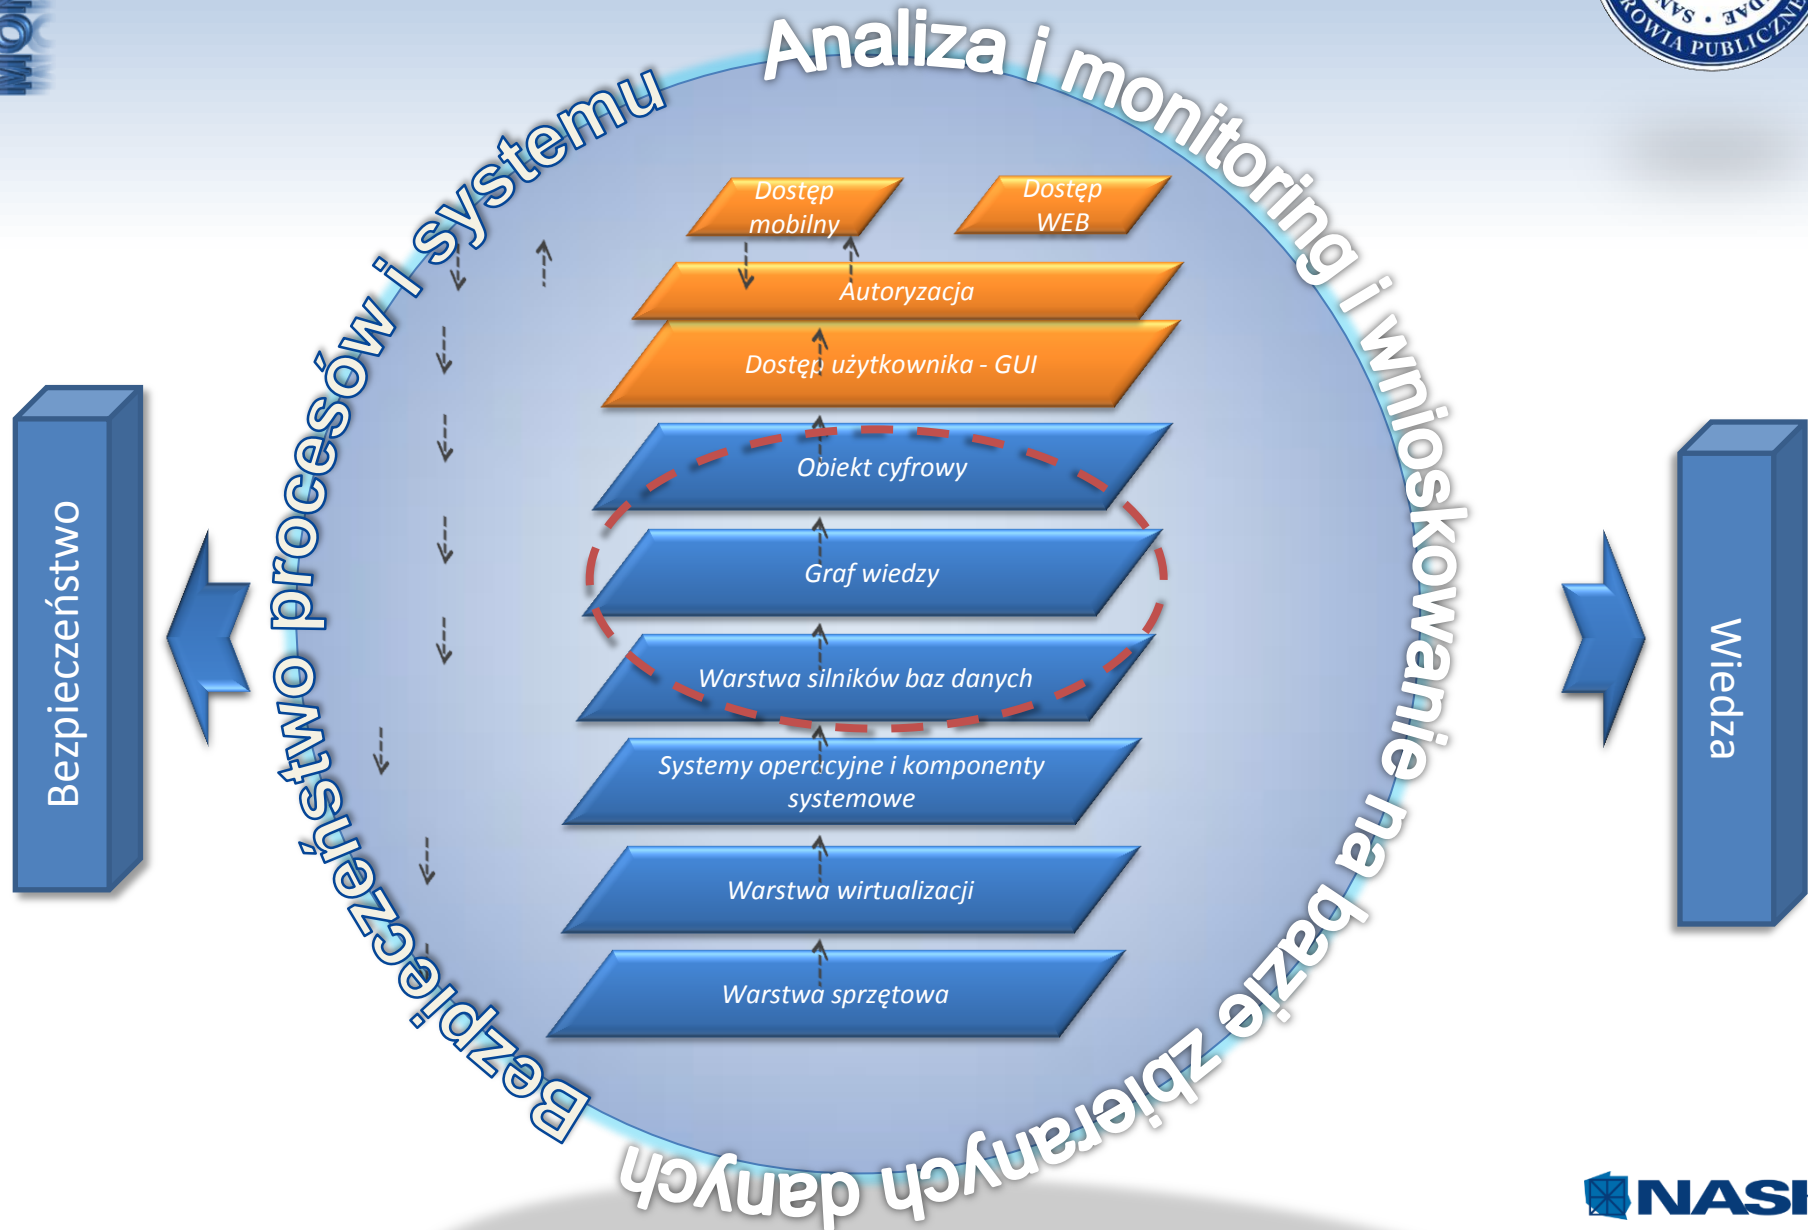 Analiza i monitoring i wnioskowanie na bazie zbieranych danych
Bezpieczeństwo procesów i systemu
Dostęp
mobilny
Dostęp
WEB
Autoryzacja
Dostęp użytkownika - GUI
Obiekt cyfrowy
Graf wiedzy
Warstwa silników baz danych
Systemy operacyjne i komponenty
systemowe
Warstwa wirtualizacji
Warstwa sprzętowa
Bezpieczeństwo
Wiedza
PUBLICZNE